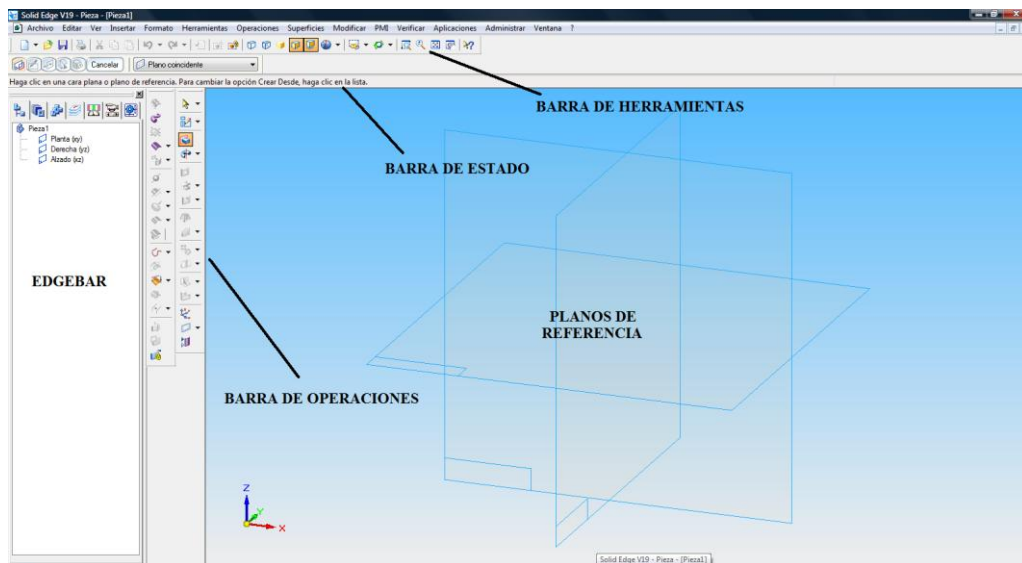 Solid Edge V19 - Pieza - [Pieza1]
Archivo Editar Ver Insertar Formato Herramientas Operaciones Superficies Modificar PMI Verificar Aplicaciones Administrar Ventana ?
Cancelar Plano coincidente
Haga clic en una cara plana o plano de referencia. Para cambiar la opción Crear Desde, haga clic en la lista.
BARRA DE HERRAMIENTAS
Pieza1
Planta (xy)
Derecha (yz)
Alzado (xz)
BARRA DE ESTADO
EDGEBAR
PLANOS DE
REFERENCIA
BARRA DE OPERACIONES
Z
Y
X
Solid Edge V19 - Pieza - [Pieza1]